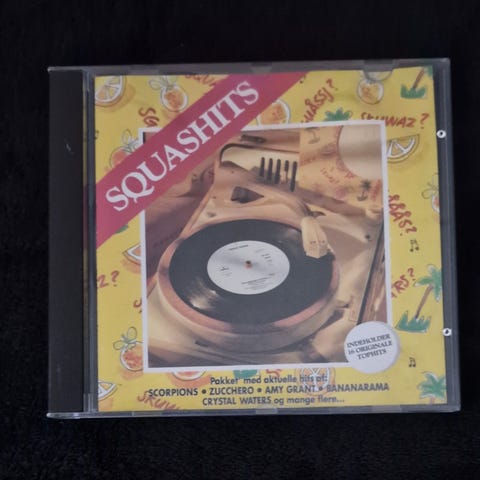 SQUASHITS
SKUWAZ?
INDEHOLDER
16 ORIGINALE
TOPHITS
Pakket med aktuelle hits af:
SCORPIONS • ZUCCHERO • AMY GRANT • BANANARAMA
CRYSTAL WATERS og mange flere...